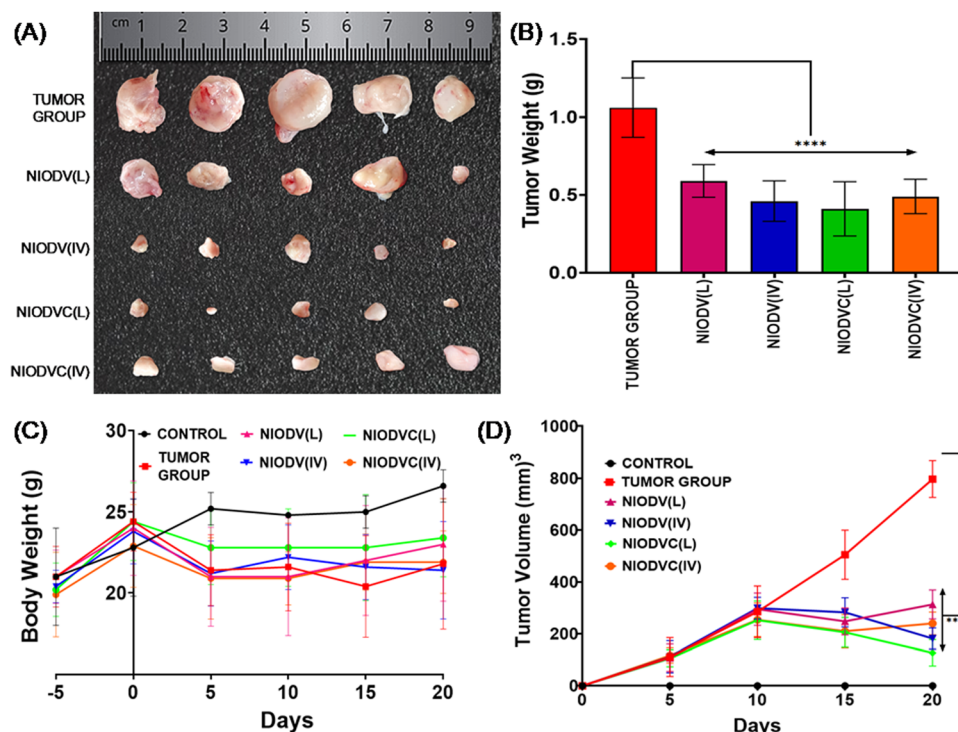 (A)
cm 1 2 3 4 5 6 7 8 9
TUMOR
GROUP
NIODV(L)
NIODV(IV)
NIODVC(L)
NIODVC(IV)
(B)
Tumor Weight (g)
1.5
1.0
0.5
0.0
****
TUMOR GROUP
NIODV(L)
NIODV(IV)
NIODVC(L)
NIODVC(IV)
(C)
Body Weight (g)
30
25
20
CONTROL
TUMOR
GROUP
NIODV(L)
NIODV(IV)
NIODVC(L)
NIODVC(IV)
-5 0 5 10 15 20
Days
(D)
Tumor Volume (mm)3
1000
800
600
400
200
0
CONTROL
TUMOR GROUP
NIODV(L)
NIODV(IV)
NIODVC(L)
NIODVC(IV)
**
0 5 10 15 20
Days